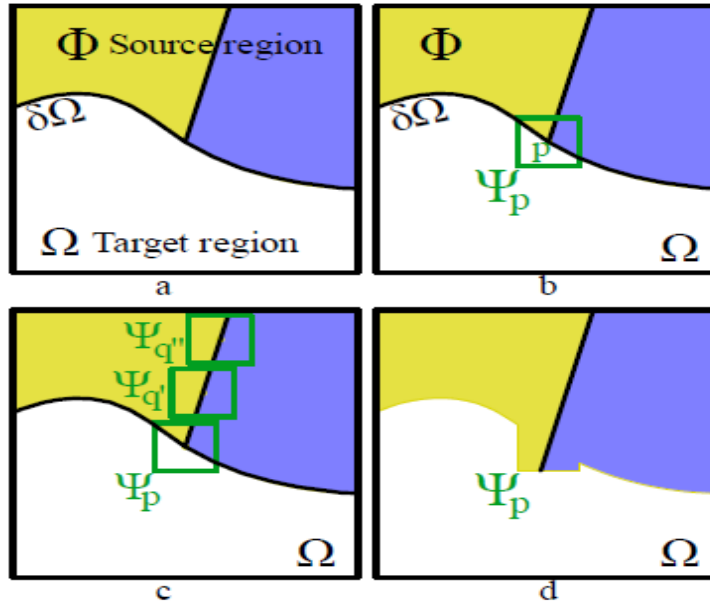 Φ Source region
δΩ
Ω Target region
a
Φ
δΩ
p
Ψp
Ω
b
Ψq''
Ψq'
Ψp
Ω
c
Ψp
Ω
d